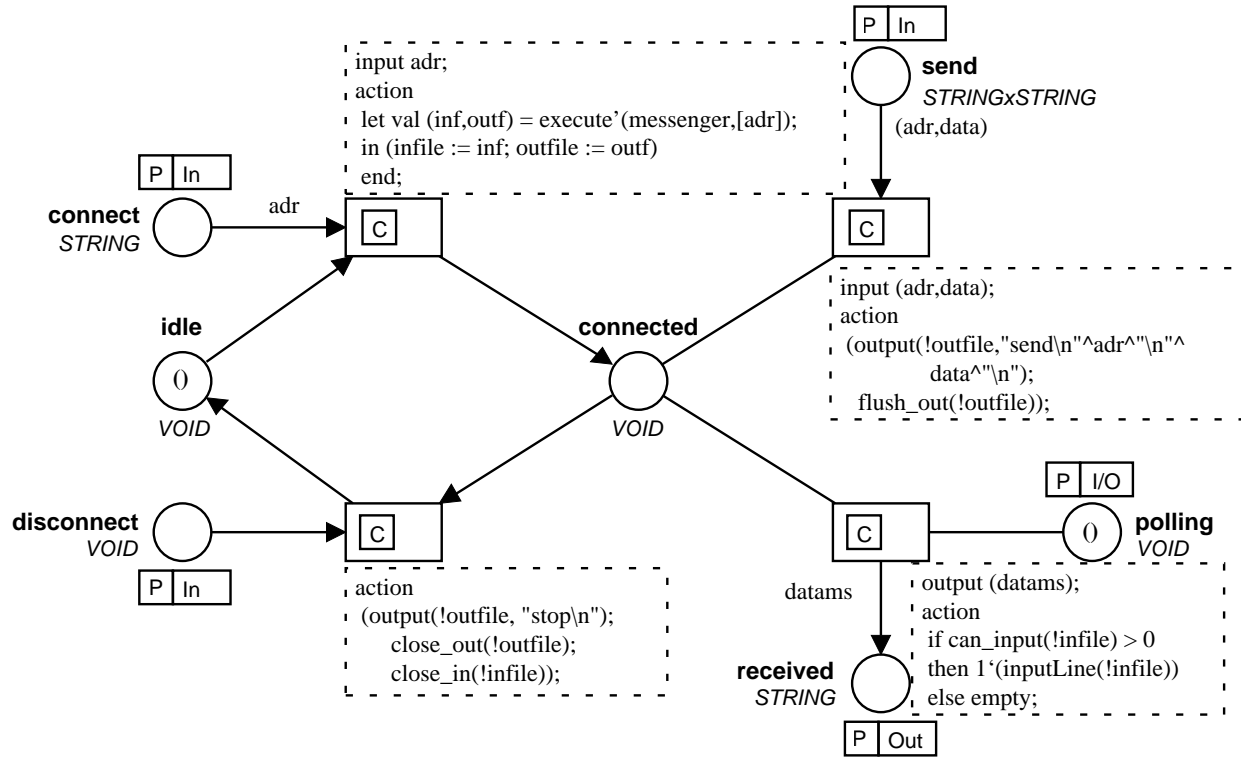 P In
send
STRINGxSTRING
(adr,data)
input adr;
action
let val (inf,outf) = execute’(messenger,[adr]);
in (infile := inf; outfile := outf)
end;
P In
connect
STRING
adr
C
C
input (adr,data);
action
(output(!outfile,"send\n"^adr^"\n"^
data^"\n");
flush_out(!outfile));
idle
()
VOID
connected
VOID
P I/O
polling
VOID
()
disconnect
VOID
P In
C
C
action
(output(!outfile, "stop\n");
close_out(!outfile);
close_in(!infile));
datams
output (datams);
action
if can_input(!infile) > 0
then 1‘(inputLine(!infile))
else empty;
received
STRING
P Out